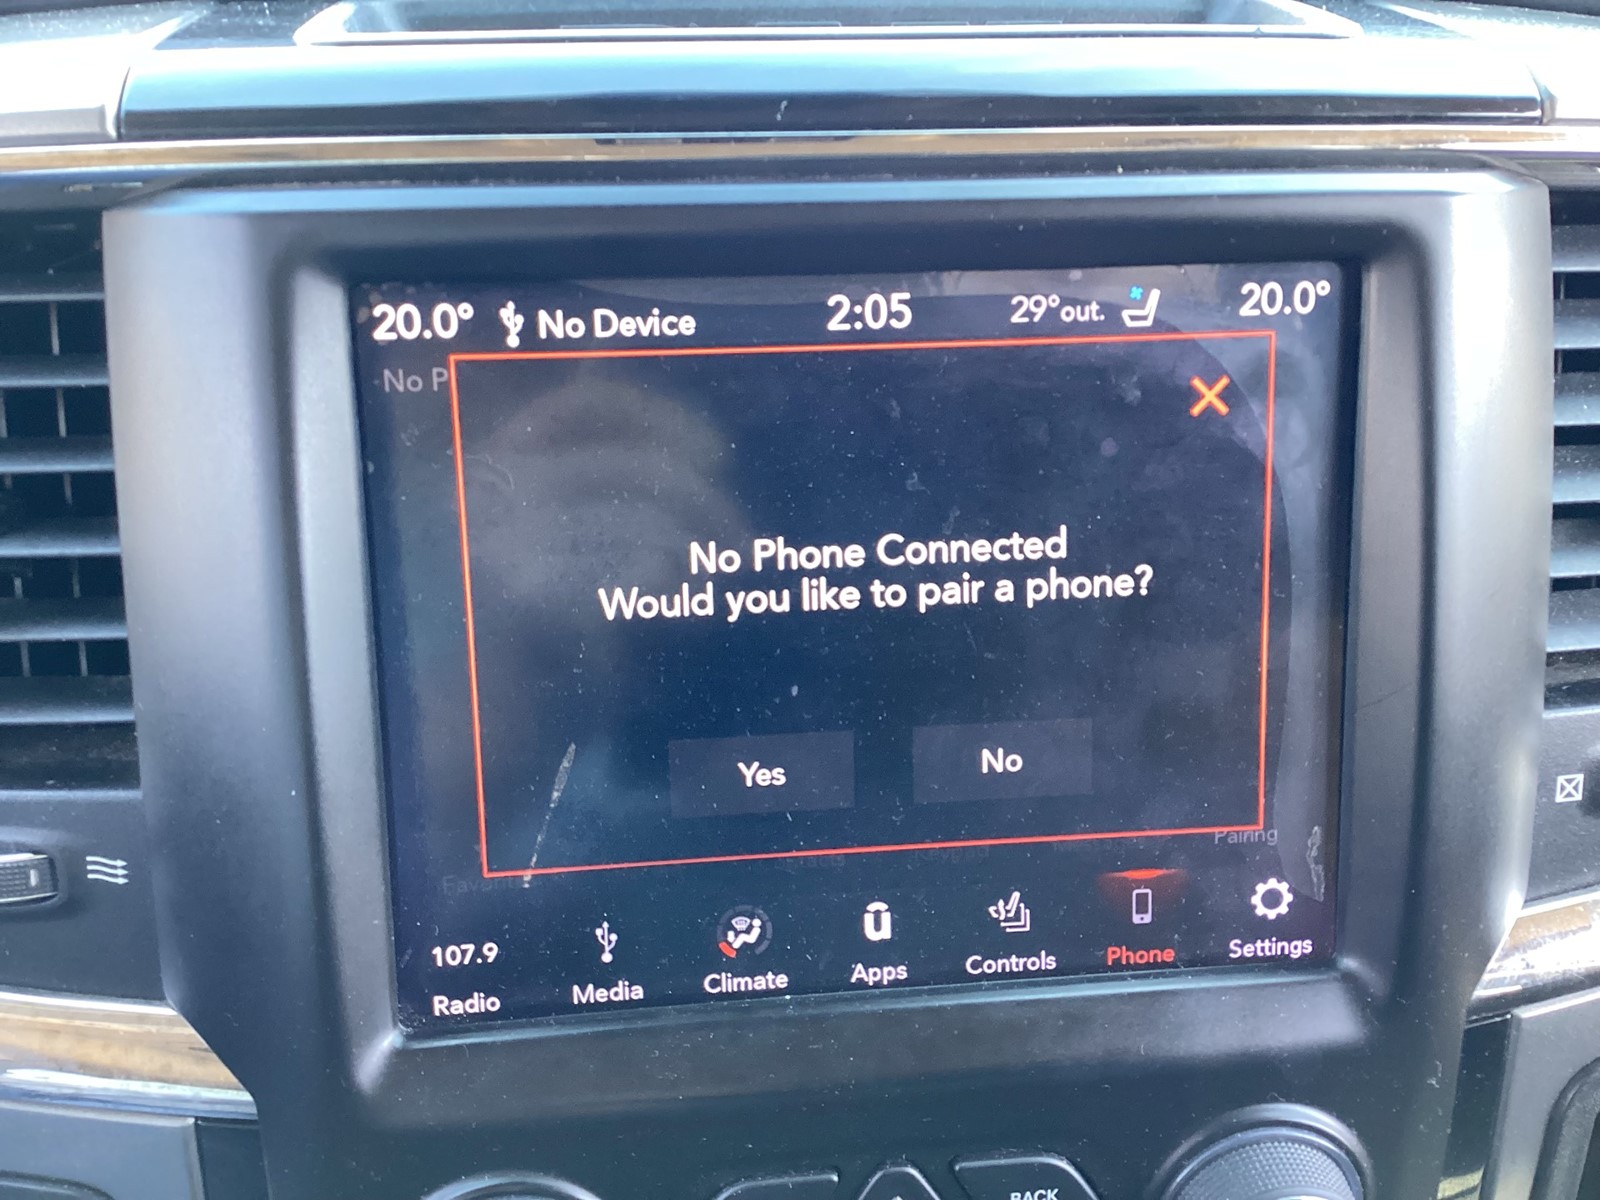 20.0° No Device 2:05 29°out. 20.0°
No P
No Phone Connected
Would you like to pair a phone?
Yes No
Pairing
107.9
Radio Media Climate Apps Controls Phone Settings
BACK